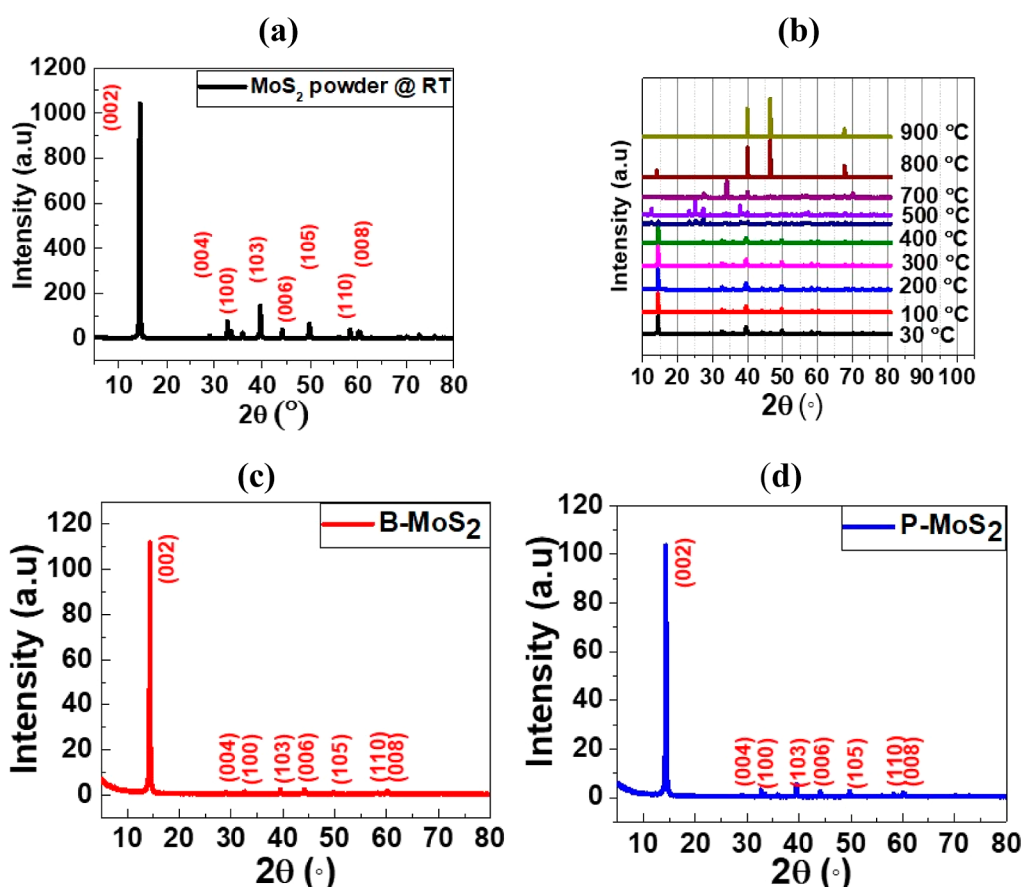 (a)
MoS2 powder @ RT
Intensity (a.u)
1200
1000
800
600
400
200
0
(002)
(004)
(100)
(103)
(006)
(105)
(110)
(008)
10 20 30 40 50 60 70 80
2θ (°)
(b)
Intensity (a.u)
900 °C
800 °C
700 °C
500 °C
400 °C
300 °C
200 °C
100 °C
30 °C
10 20 30 40 50 60 70 80 90 100
2θ (◦)
(c)
B-MoS2
Intensity (a.u)
120
100
80
60
40
20
0
(002)
(004)
(100)
(103)
(006)
(105)
(110)
(008)
10 20 30 40 50 60 70 80
2θ (◦)
(d)
P-MoS2
Intensity (a.u)
120
100
80
60
40
20
0
(002)
(004)
(100)
(103)
(006)
(105)
(110)
(008)
10 20 30 40 50 60 70 80
2θ (◦)